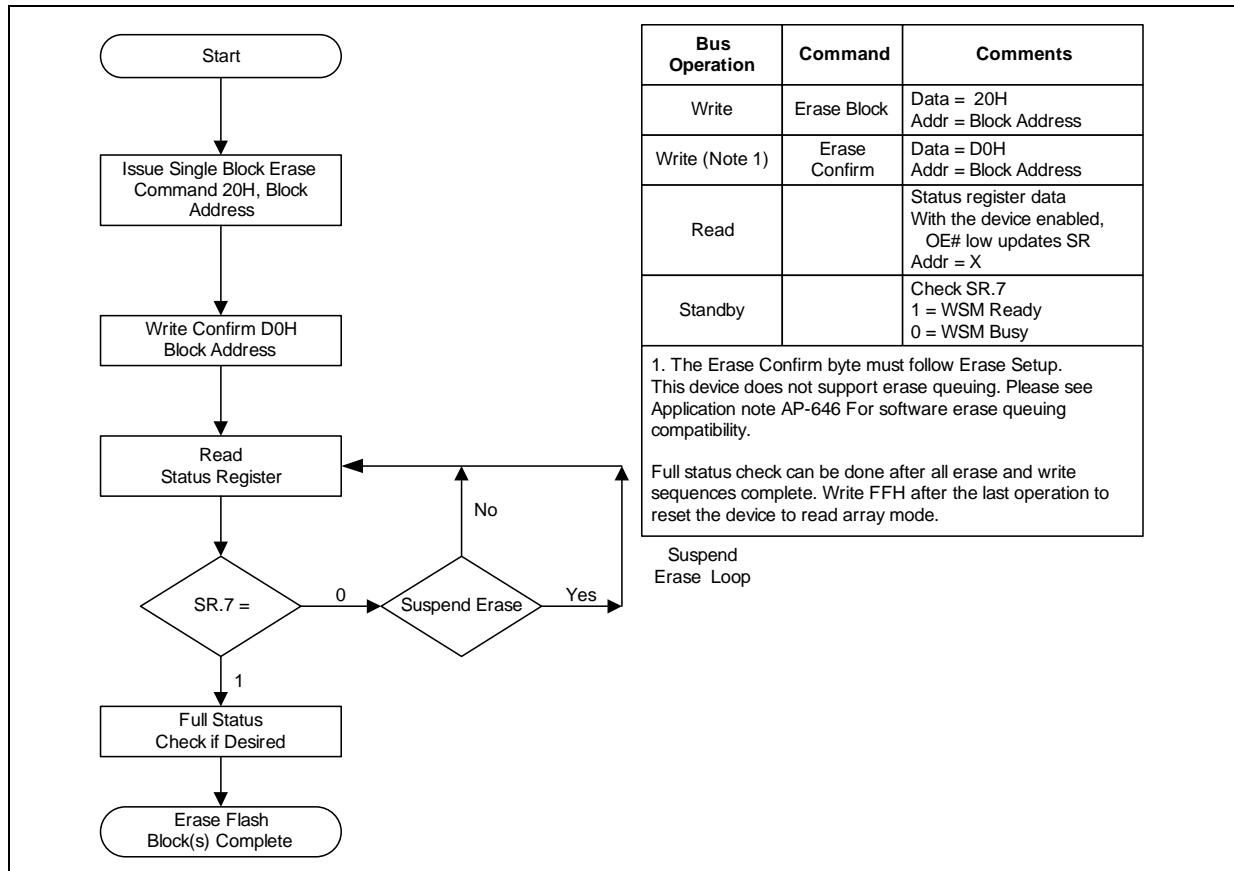 Start
Issue Single Block Erase
Command 20H, Block
Address
Write Confirm D0H
Block Address
Read
Status Register
No
SR.7 =
0
Suspend Erase
Yes
Suspend
Erase Loop
1
Full Status
Check if Desired
Erase Flash
Block(s) Complete
Bus
Operation
Command
Comments
Write
Erase Block
Data = 20H
Addr = Block Address
Write (Note 1)
Erase
Confirm
Data = D0H
Addr = Block Address
Read
Status register data
With the device enabled,
OE# low updates SR
Addr = X
Standby
Check SR.7
1 = WSM Ready
0 = WSM Busy
1. The Erase Confirm byte must follow Erase Setup.
This device does not support erase queuing. Please see
Application note AP-646 For software erase queuing
compatibility.
Full status check can be done after all erase and write
sequences complete. Write FFH after the last operation to
reset the device to read array mode.